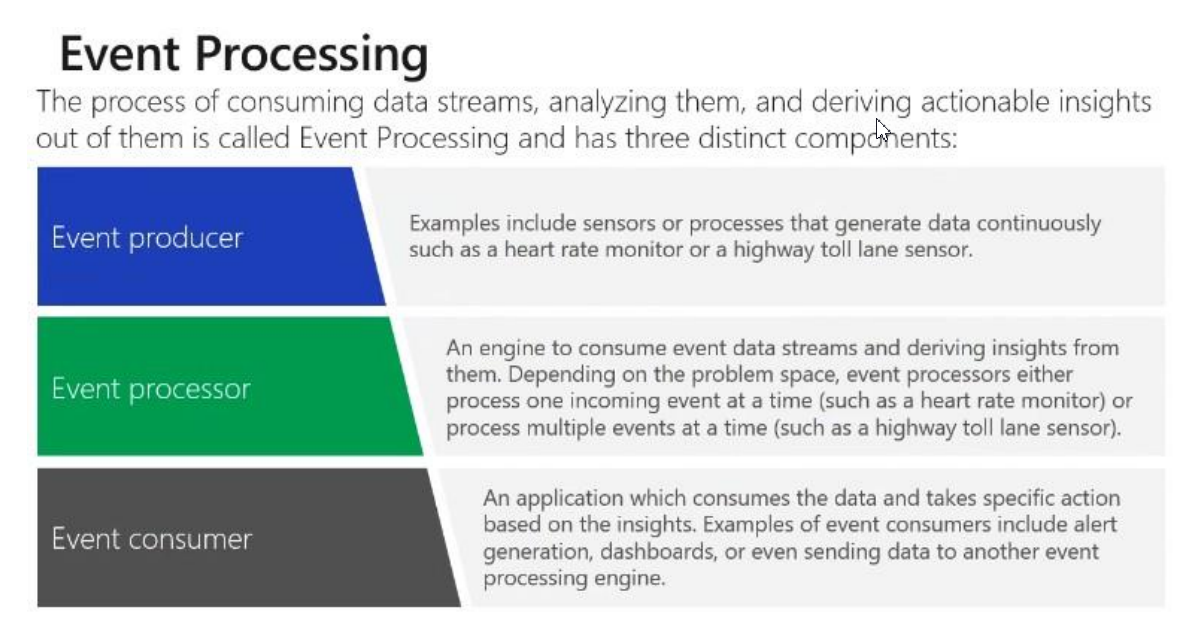 Event Processing
The process of consuming data streams, analyzing them, and deriving actionable insights
out of them is called Event Processing and has three distinct components:
Event producer
Examples include sensors or processes that generate data continuously
such as a heart rate monitor or a highway toll lane sensor.
Event processor
An engine to consume event data streams and deriving insights from
them. Depending on the problem space, event processors either
process one incoming event at a time (such as a heart rate monitor) or
process multiple events at a time (such as a highway toll lane sensor).
Event consumer
An application which consumes the data and takes specific action
based on the insights. Examples of event consumers include alert
generation, dashboards, or even sending data to another event
processing engine.